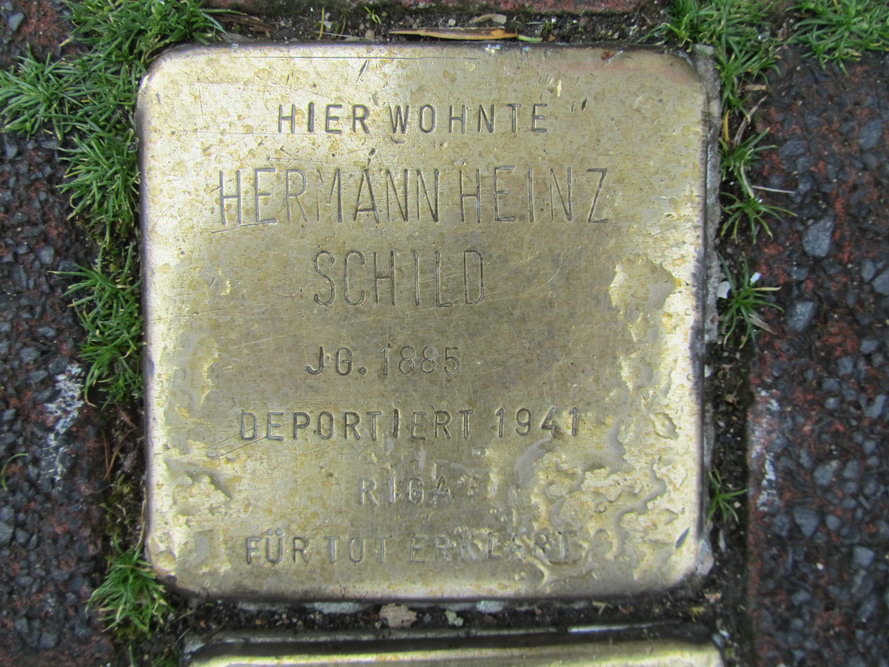 HIER WOHNTE
HERMANN HEINZ
SCHILD
JG. 1885
DEPORTIERT 1941
RIGA
FÜR TOT ERKLÄRT